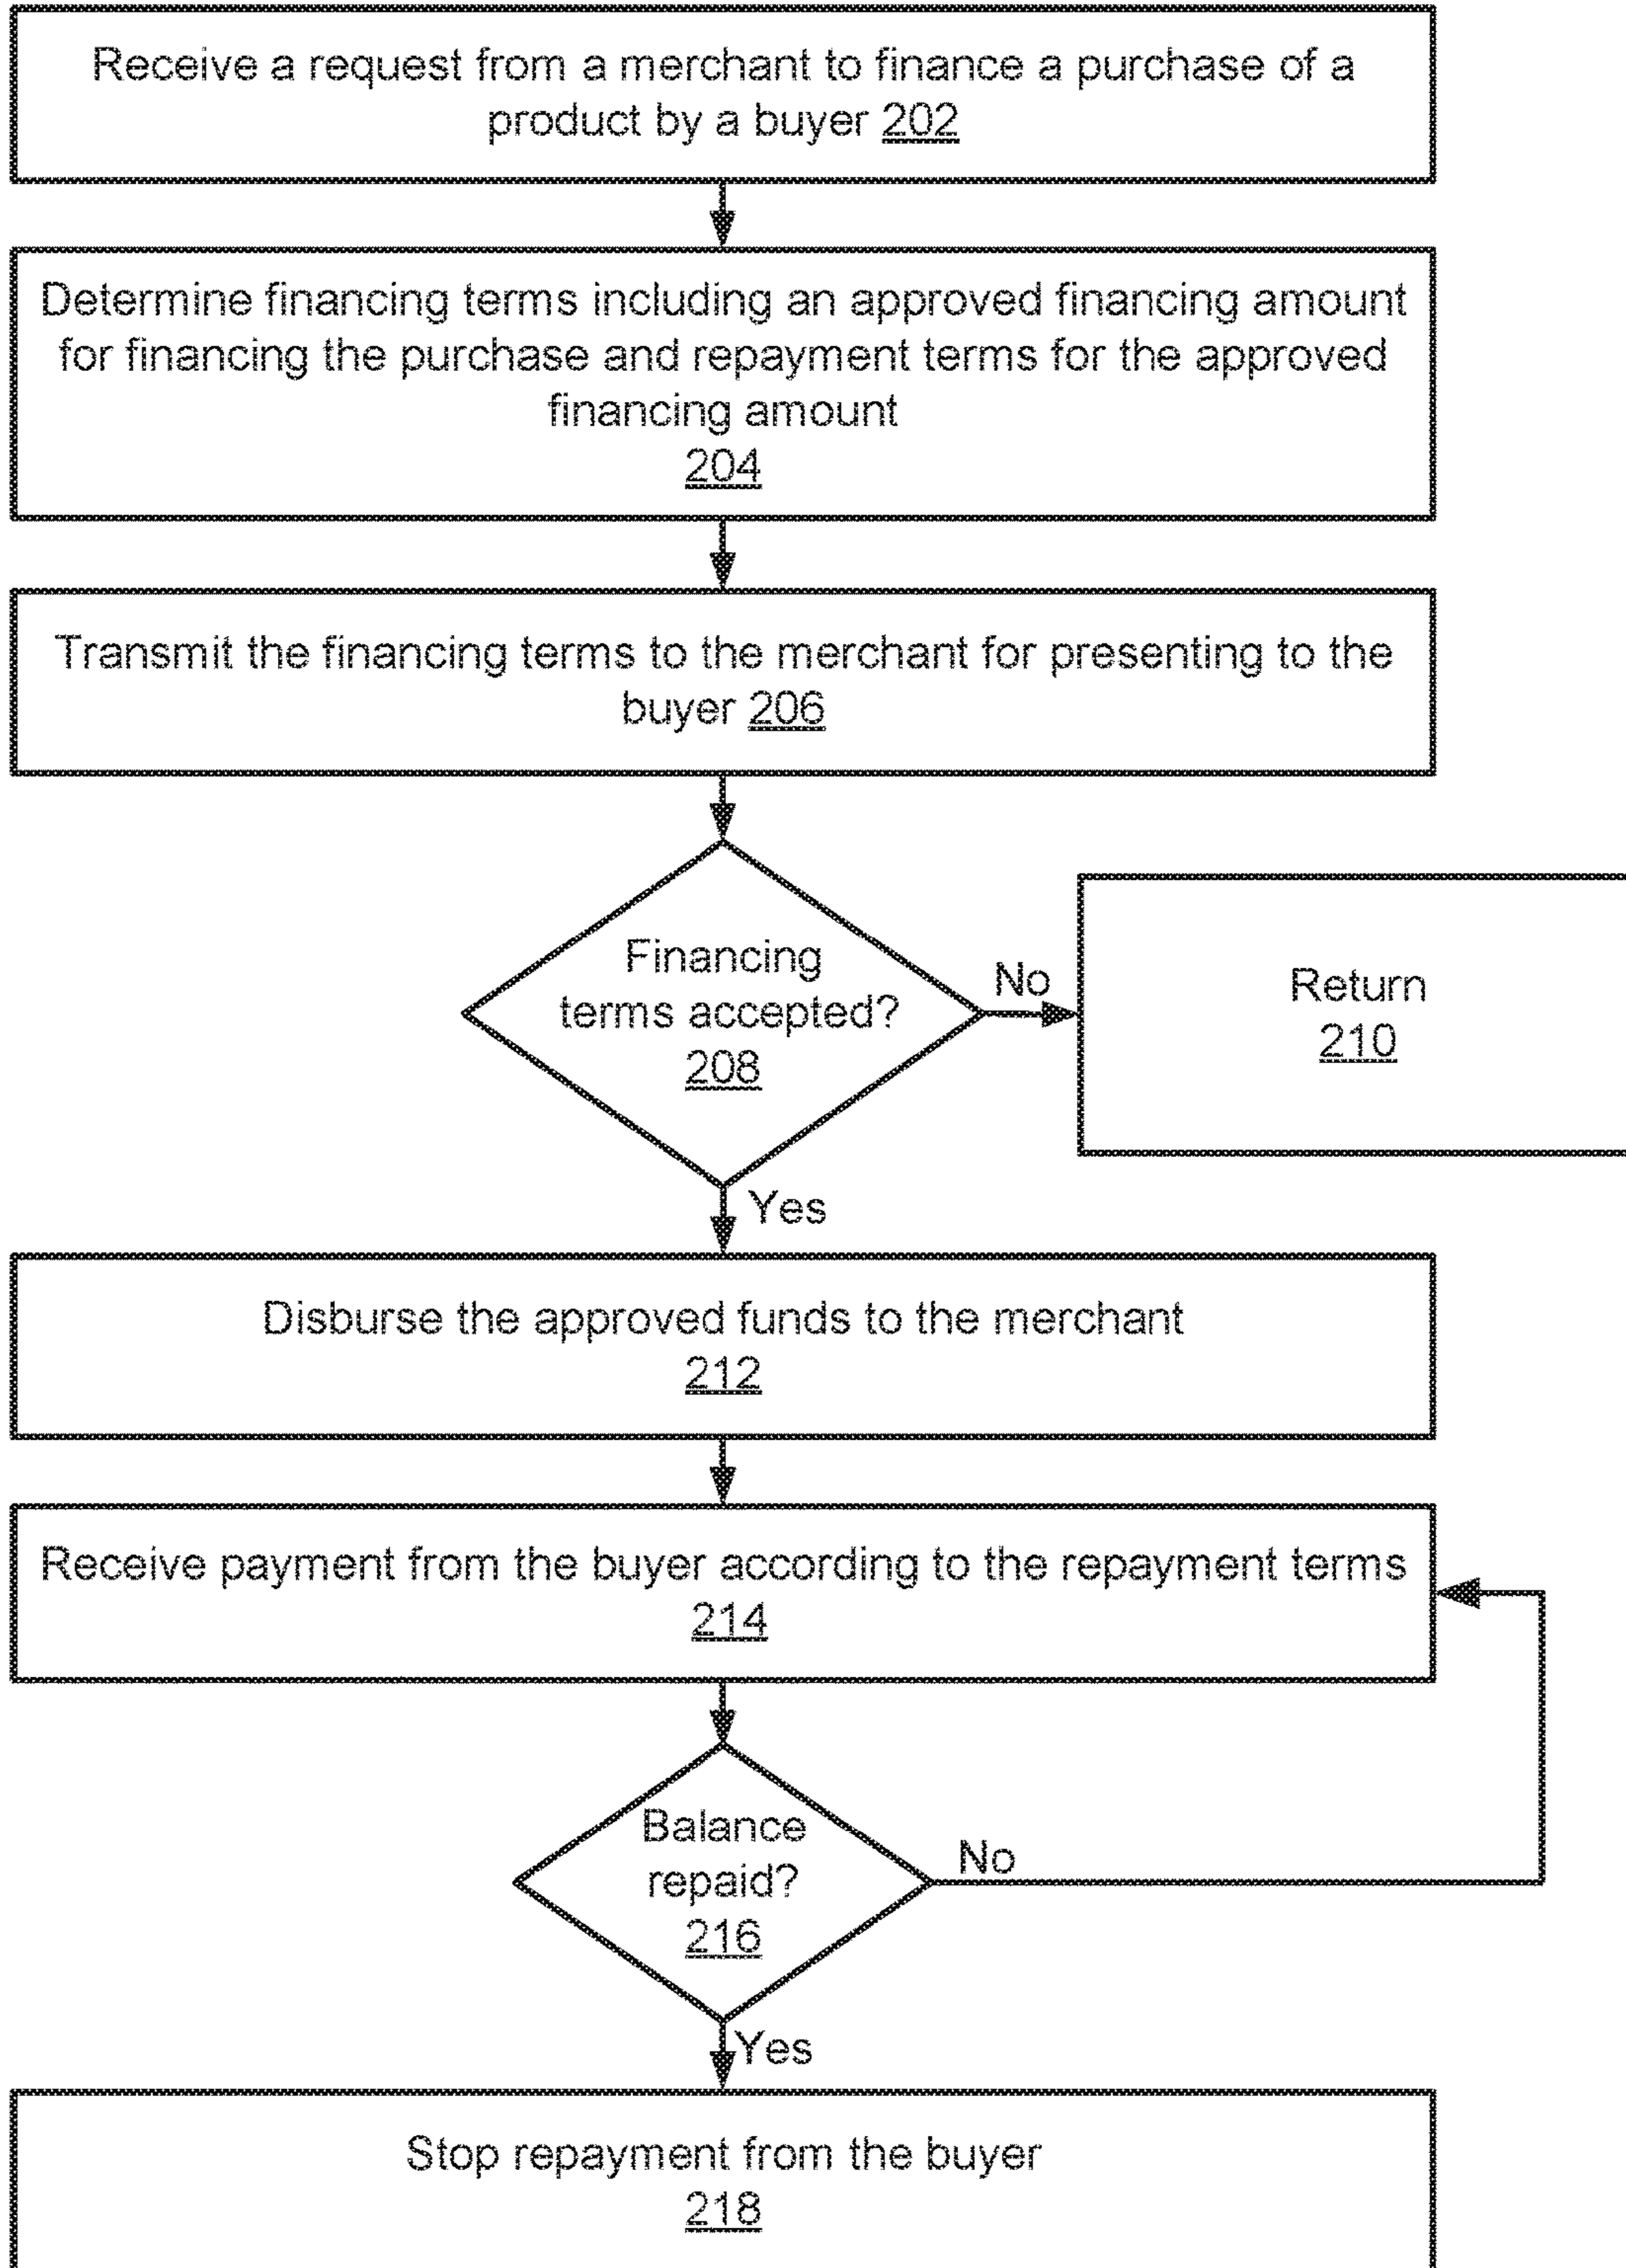 Receive a request from a merchant to finance a purchase of a
product by a buyer 202
Determine financing terms including an approved financing amount
for financing the purchase and repayment terms for the approved
financing amount
204
Transmit the financing terms to the merchant for presenting to the
buyer 206
Financing
terms accepted?
208
No
Return
210
Yes
Disburse the approved funds to the merchant
212
Receive payment from the buyer according to the repayment terms
214
Balance
repaid?
216
No
Yes
Stop repayment from the buyer
218